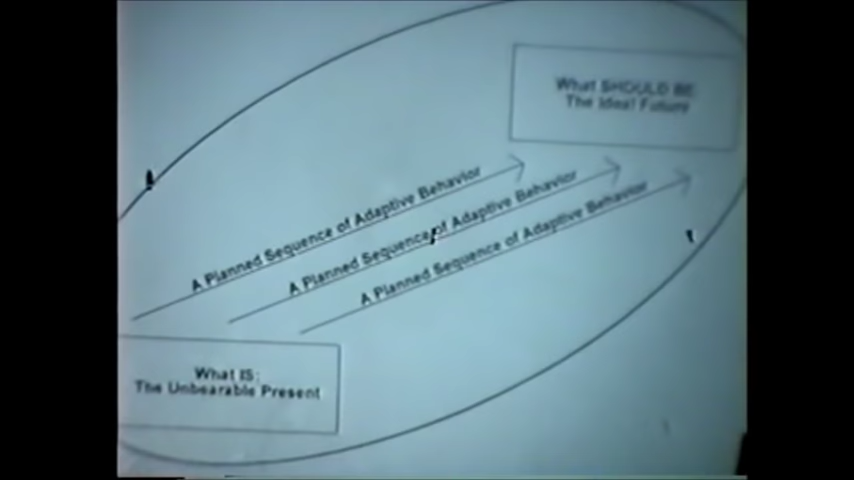 What SHOULD BE
The Ideal Future
A Planned Sequence of Adaptive Behavior
A Planned Sequence of Adaptive Behavior
A Planned Sequence of Adaptive Behavior
What IS:
The Unbearable Present